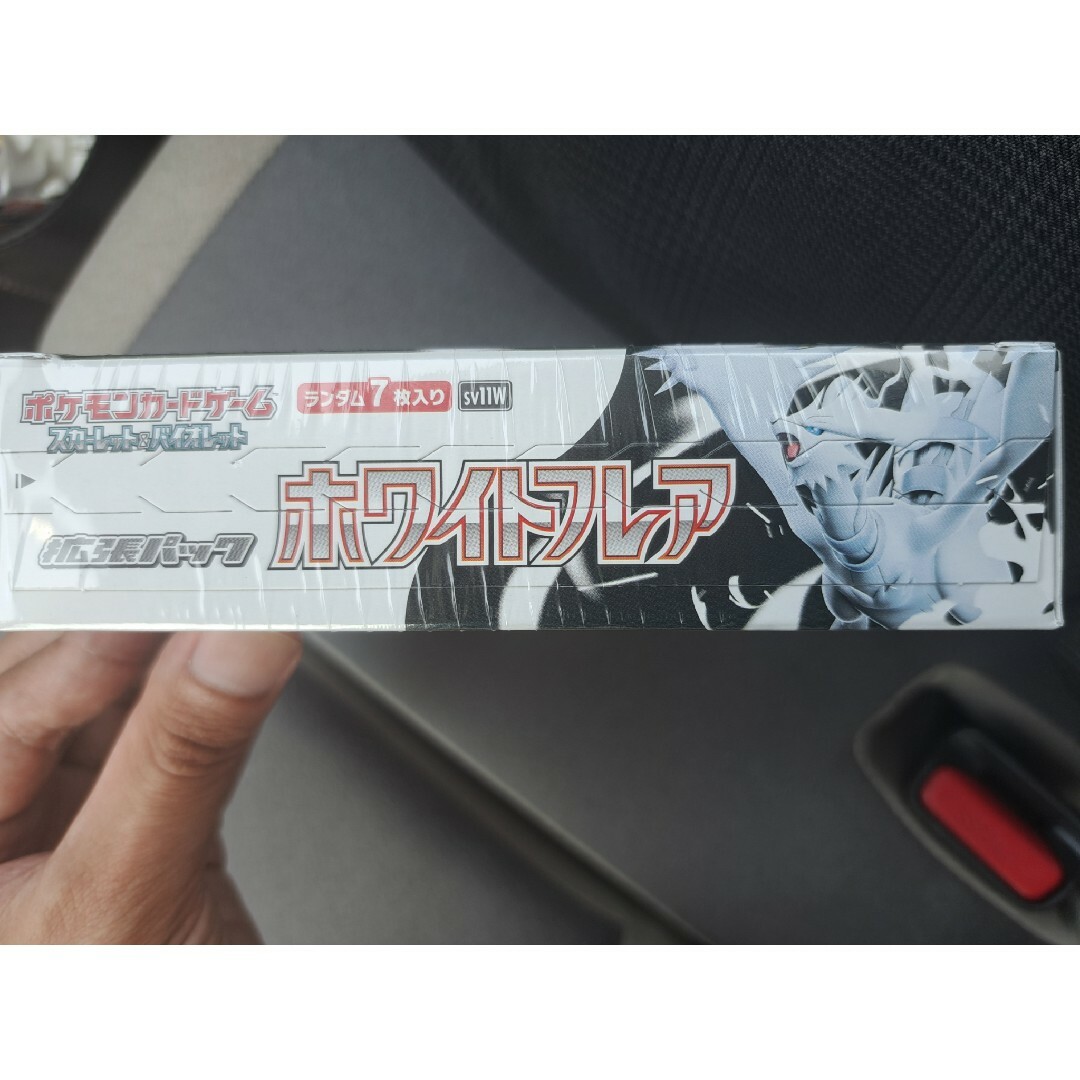 ポケモンカードゲーム
スカーレット&バイオレット
ランダム7枚入り
sv11W
拡張パック
ホワイトフレア